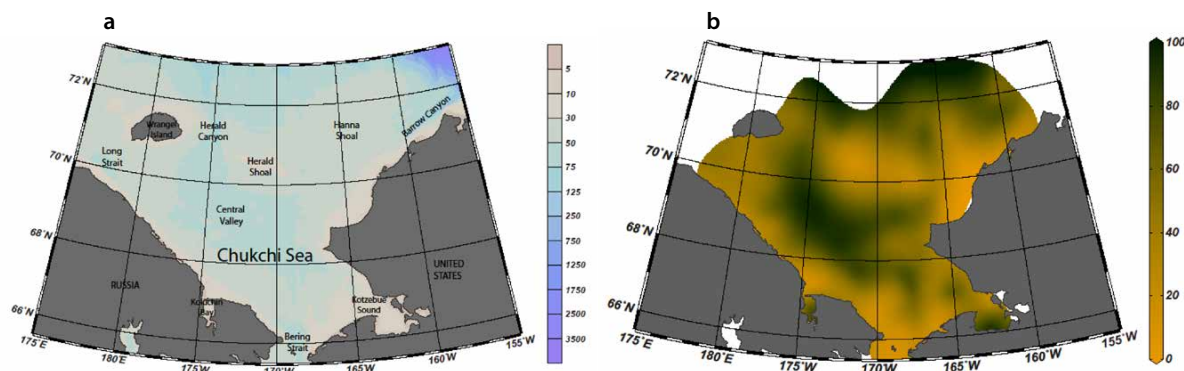 a
72°N
70°N
68°N
66°N
175°E
180°E
175°W
170°W
165°W
160°W
155°W
Wrangel
Island
Herald
Canyon
Hanna
Shoal
Barrow Canyon
Long
Strait
Herald
Shoal
Central
Valley
Chukchi Sea
RUSSIA
UNITED
STATES
Kolochin
Bay
Kotzebue
Sound
Bering
Strait
5
10
30
50
75
125
250
750
1250
1750
2500
3500
b
72°N
70°N
68°N
66°N
175°E
180°E
175°W
170°W
165°W
160°W
155°W
100
80
60
40
20
0